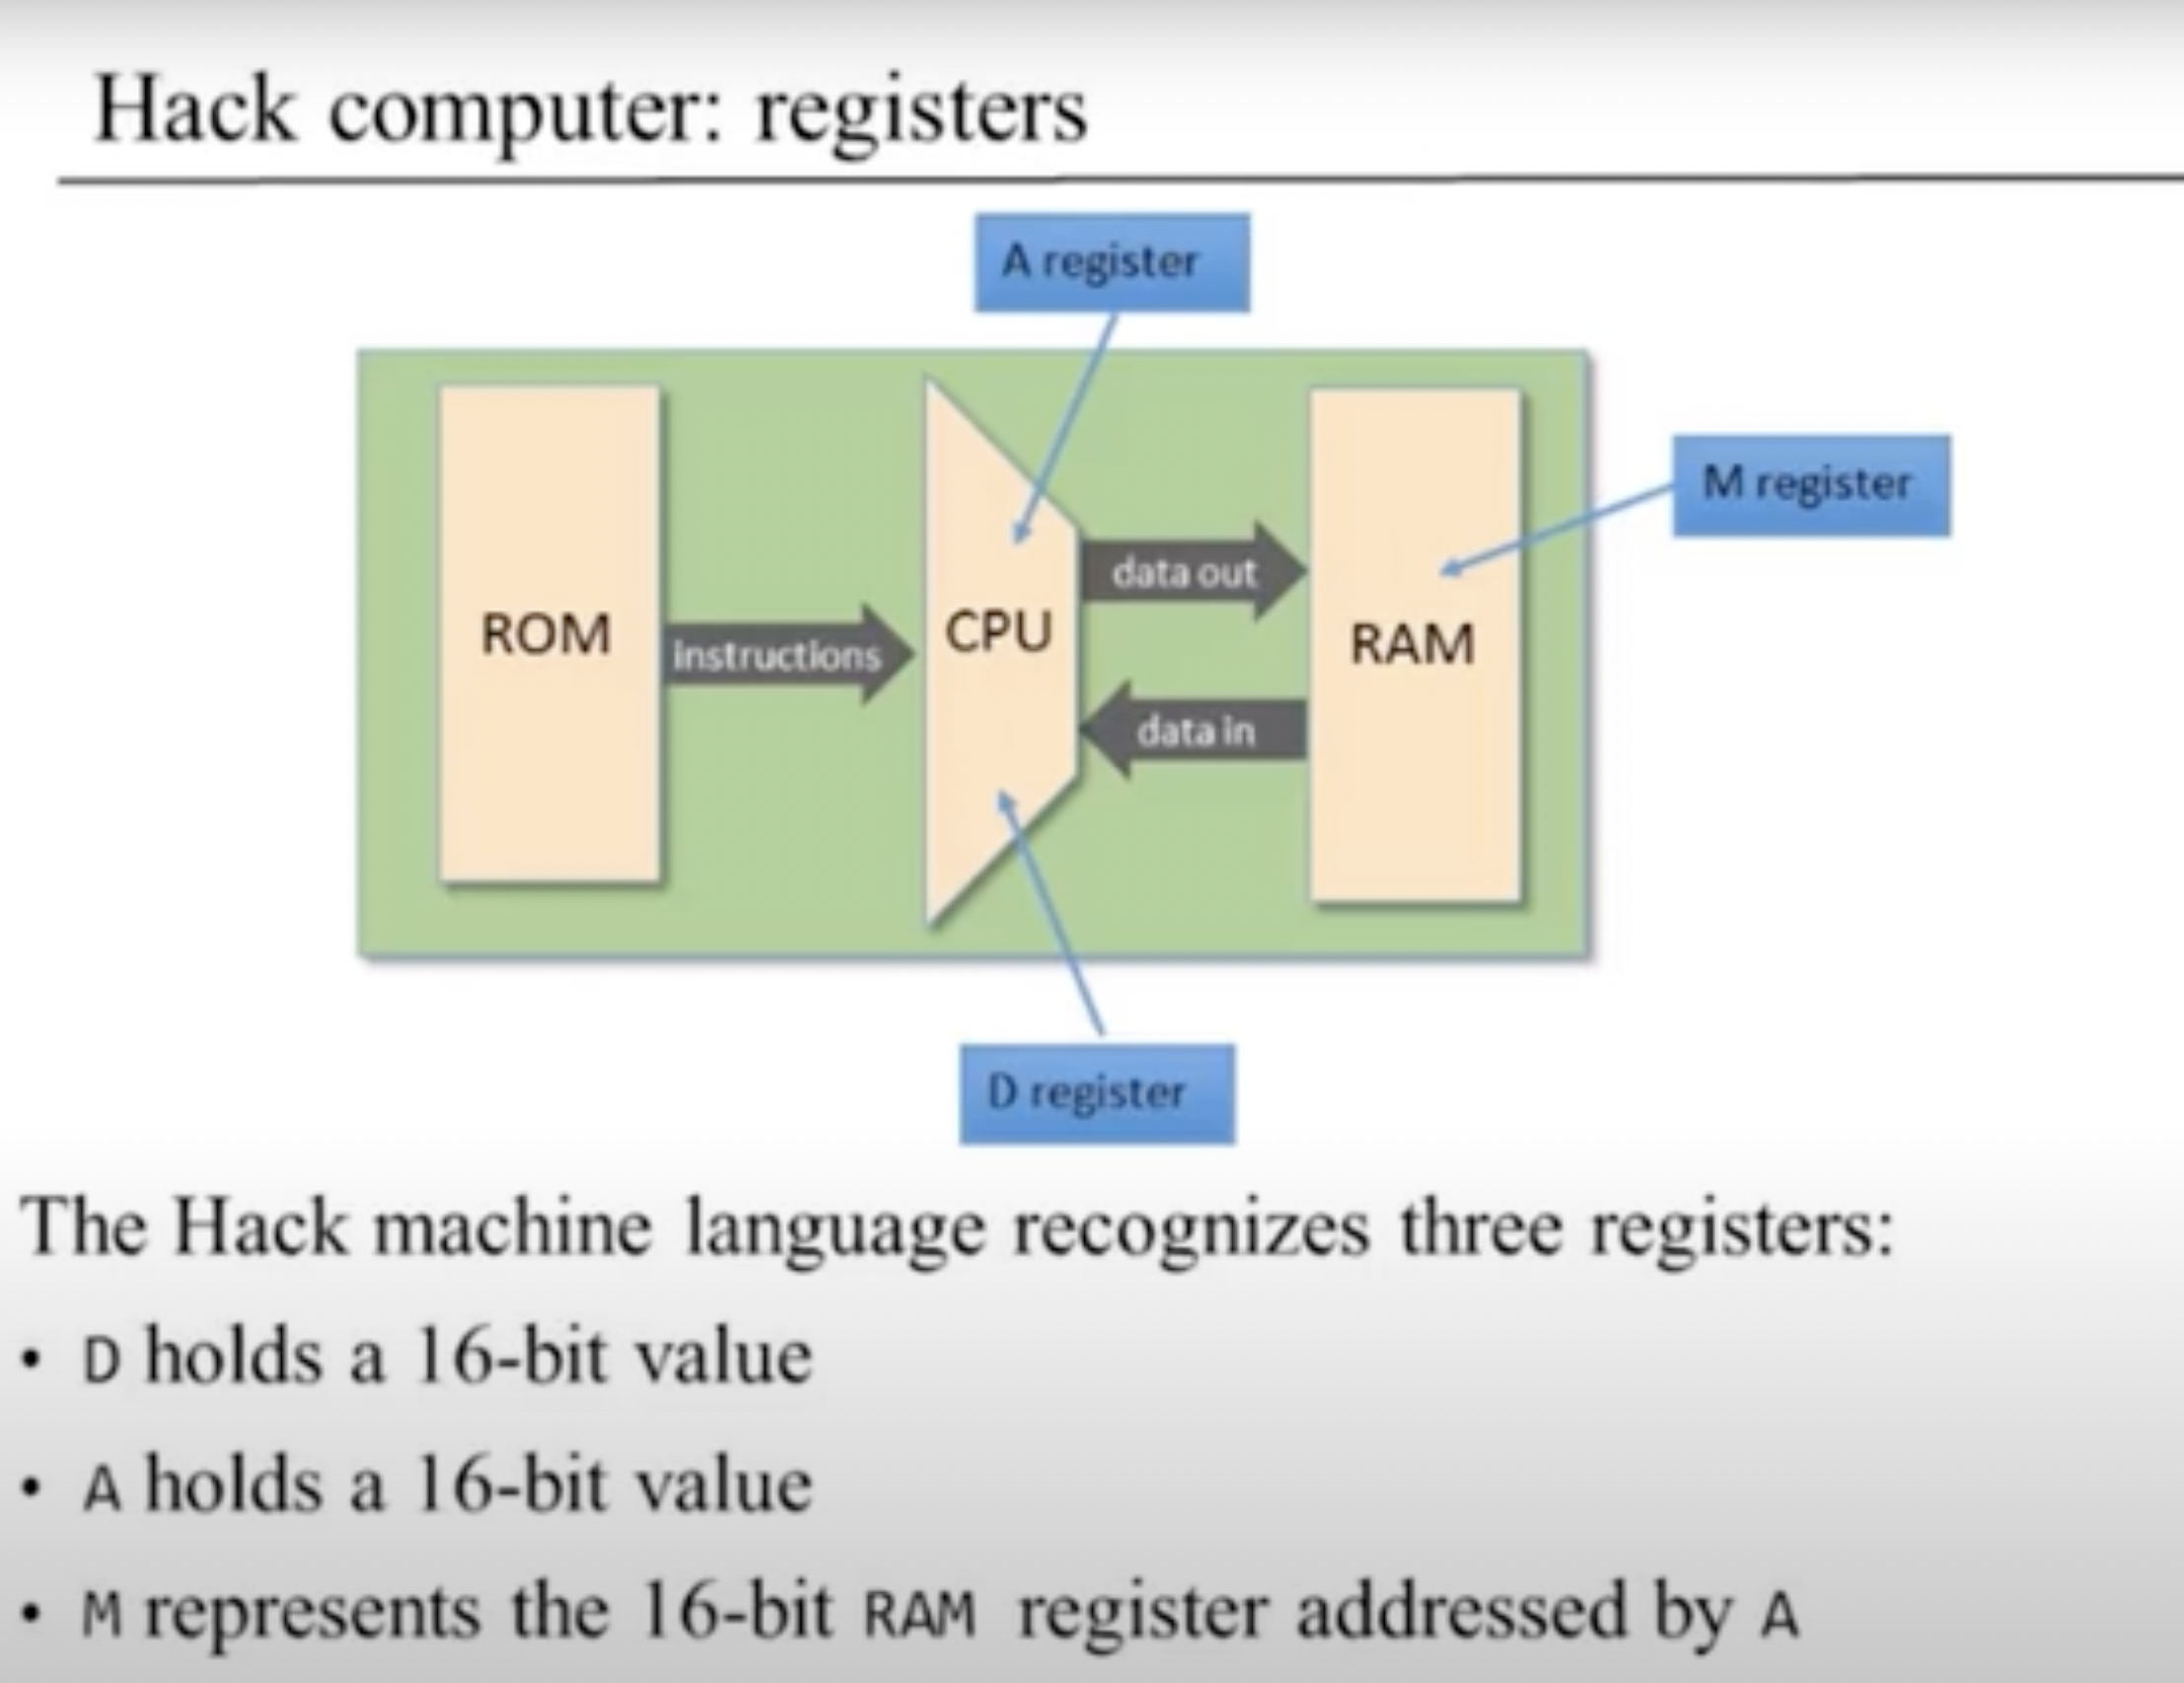 Hack computer: registers
A register
M register
data out
ROM
CPU
RAM
instructions
data in
D register
The Hack machine language recognizes three registers:
• D holds a 16-bit value
• A holds a 16-bit value
• M represents the 16-bit RAM register addressed by A